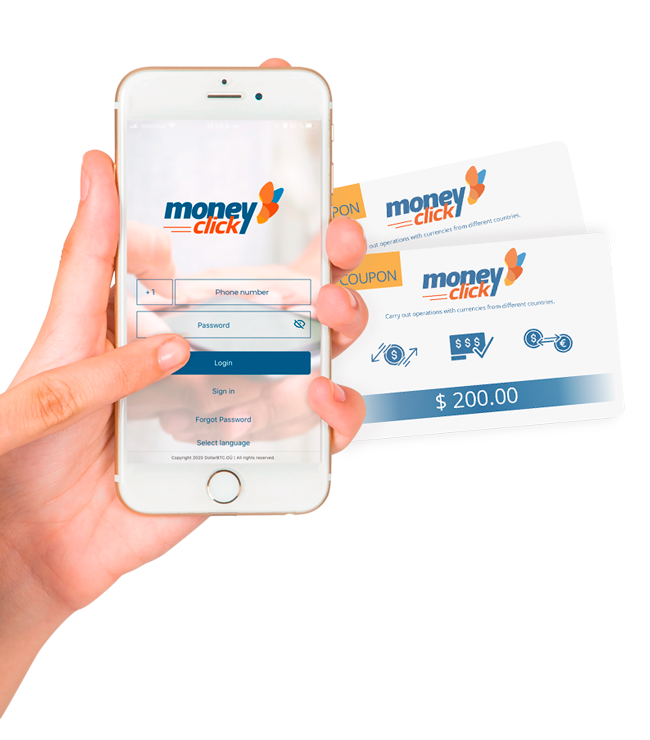 money
click
+ 1
Phone number
Password
Login
Sign in
Forgot Password
Select language
Copyright 2020 DollarBTC OÜ | All rights reserved.
PON
money
click
out operations with currencies from different countries.
COUPON
money
click
Carry out operations with currencies from different countries.
$ $ $
$
$
€
$ 200.00